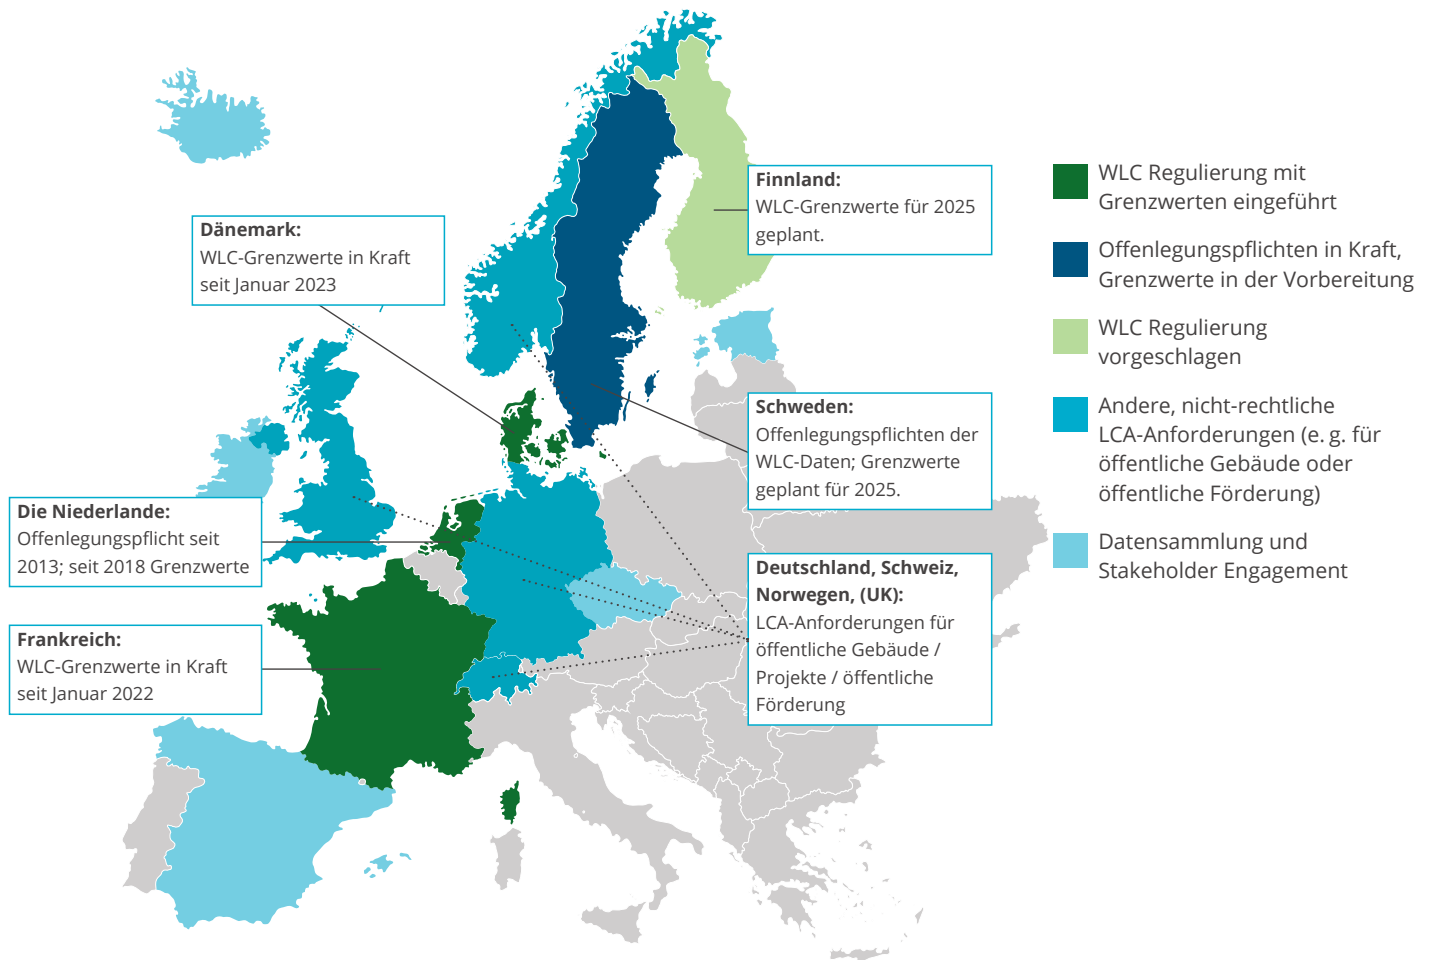 Finnland:
WLC-Grenzwerte für 2025
geplant.
Dänemark:
WLC-Grenzwerte in Kraft
seit Januar 2023
Schweden:
Offenlegungspflichten der
WLC-Daten; Grenzwerte
geplant für 2025.
Die Niederlande:
Offenlegungspflicht seit
2013; seit 2018 Grenzwerte
Deutschland, Schweiz,
Norwegen, (UK):
LCA-Anforderungen für
öffentliche Gebäude /
Projekte / öffentliche
Förderung
Frankreich:
WLC-Grenzwerte in Kraft
seit Januar 2022
WLC Regulierung mit
Grenzwerten eingeführt
Offenlegungspflichten in Kraft,
Grenzwerte in der Vorbereitung
WLC Regulierung
vorgeschlagen
Andere, nicht-rechtliche
LCA-Anforderungen (e. g. für
öffentliche Gebäude oder
öffentliche Förderung)
Datensammlung und
Stakeholder Engagement